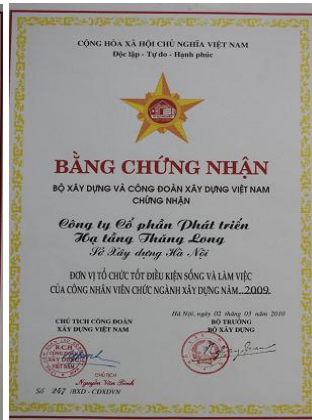 CỘNG HÒA XÃ HỘI CHỦ NGHĨA VIỆT NAM
Độc lập - Tự do - Hạnh phúc
BẰNG CHỨNG NHẬN
BỘ XÂY DỰNG VÀ CÔNG ĐOÀN XÂY DỰNG VIỆT NAM
CHỨNG NHẬN
Công ty Cổ phần Phát triển
Hạ tầng Thăng Long
Sở Xây dựng Hà Nội
ĐƠN VỊ TỔ CHỨC TỐT ĐIỀU KIỆN SỐNG VÀ LÀM VIỆC
CỦA CÔNG NHÂN VIÊN CHỨC NGÀNH XÂY DỰNG NĂM...2009
Hà Nội, ngày 02 tháng 03 năm 2010
CHỦ TỊCH CÔNG ĐOÀN
XÂY DỰNG VIỆT NAM
BỘ TRƯỞNG
BỘ XÂY DỰNG
B.C.H
CHỦ TỊCH
Nguyễn Văn Bình
Số 247 /BXD - CĐXDVN